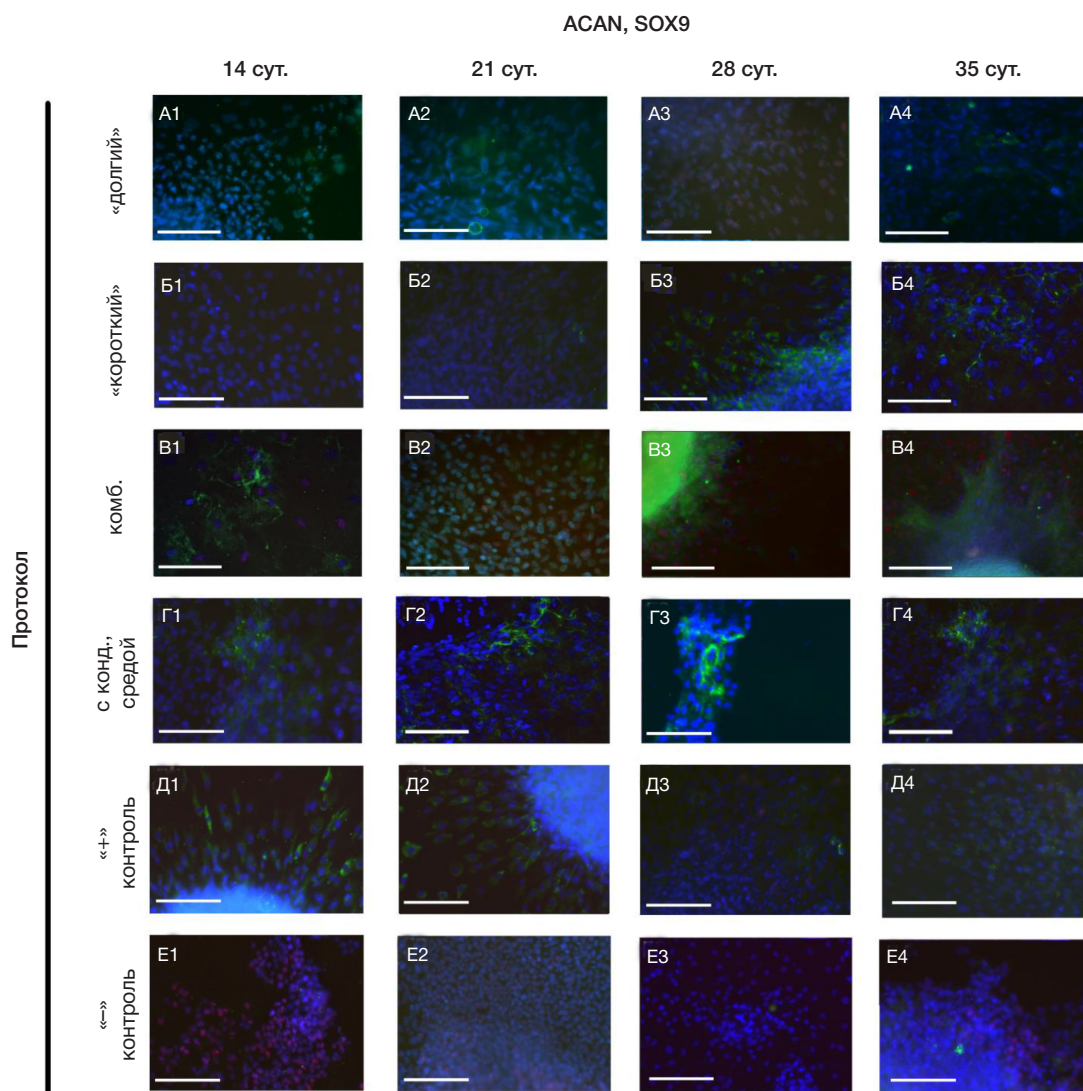 ACAN, SOX9
14 сут.
21 сут.
28 сут.
35 сут.
Протокол
«долгий»
А1
А2
А3
А4
«короткий»
Б1
Б2
Б3
Б4
комб.
В1
В2
В3
В4
с конд.,
средой
Г1
Г2
Г3
Г4
«+»
контроль
Д1
Д2
Д3
Д4
«–»
контроль
Е1
Е2
Е3
Е4